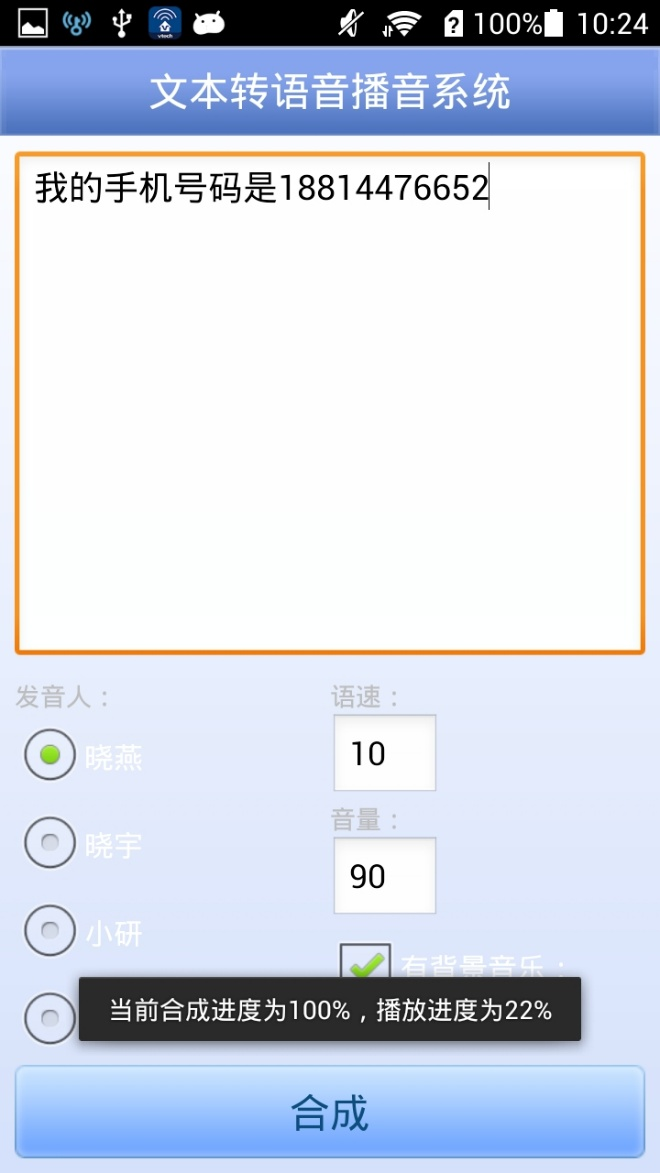 100% 10:24
文本转语音播音系统
我的手机号码是18814476652
发音人：
语速：
晓燕
10
音量：
晓宇
90
小研
有背景音乐：
当前合成进度为100%，播放进度为22%
合成